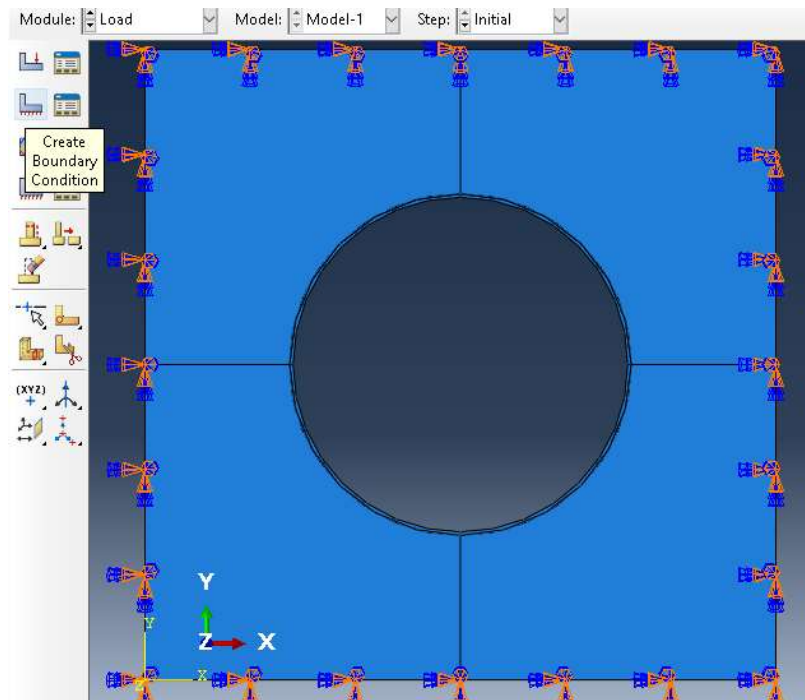 Module: Load Model: Model-1 Step: Initial
Create
Boundary
Condition
(XYZ)
Y
Z X
Y
Z X